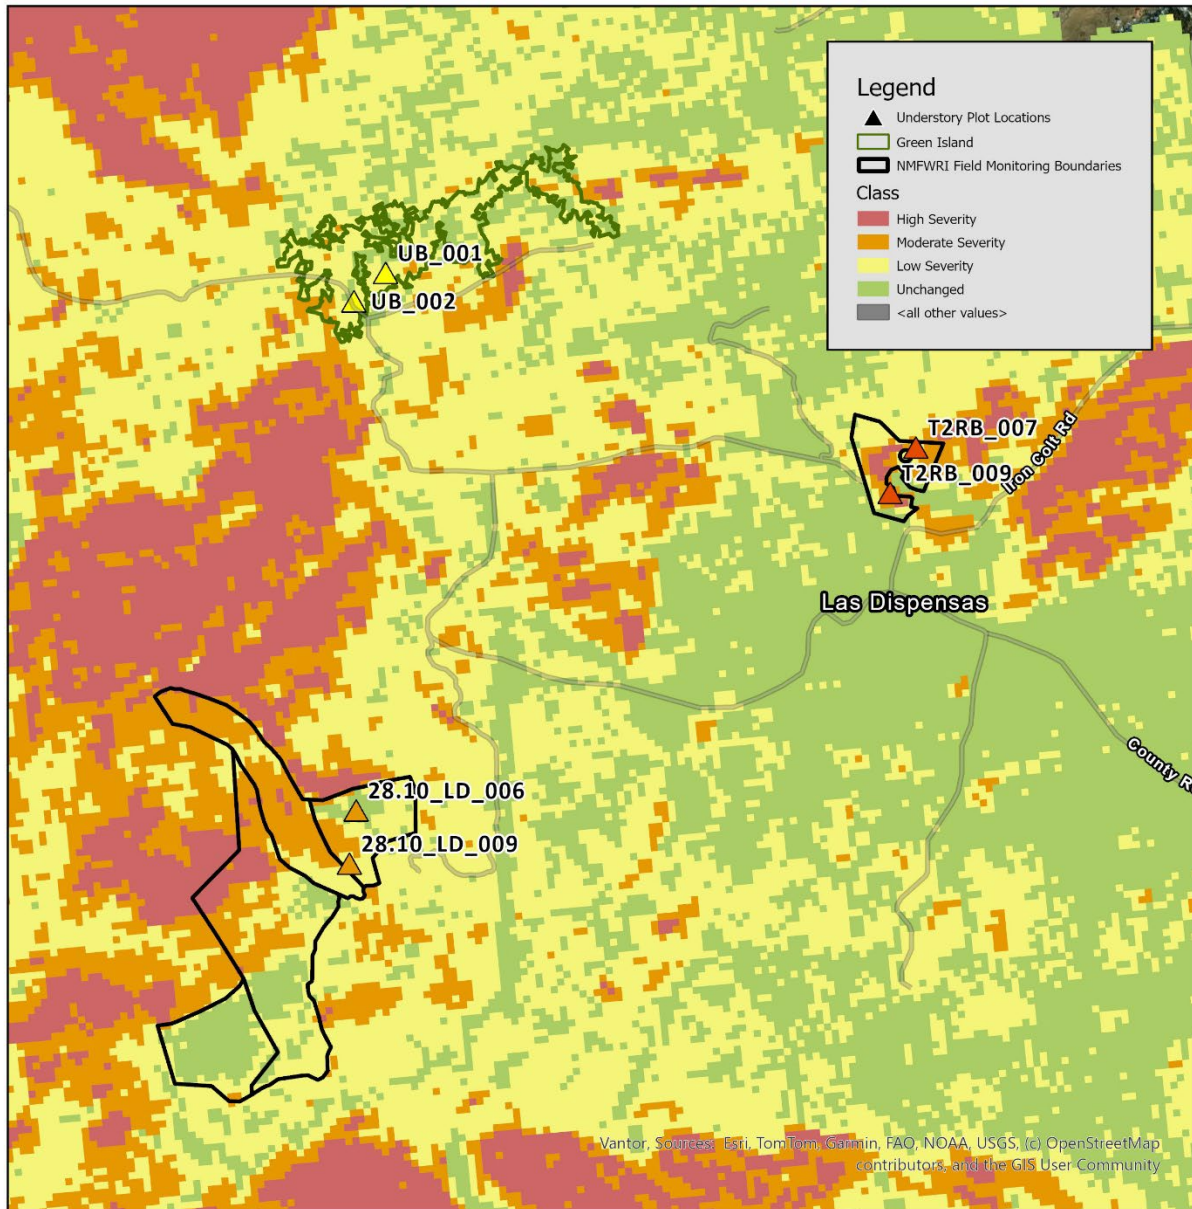 Legend
Understory Plot Locations
Green Island
NMFWRI Field Monitoring Boundaries
Class
High Severity
Moderate Severity
Low Severity
Unchanged
<all other values>
UB_001
UB_002
T2RB_007
T2RB_009
Iron Colt Rd
Las Dispensas
County R
28.10_LD_006
28.10_LD_009
Vantor, Sources: Esri, TomTom, Garmin, FAO, NOAA, USGS, (c) OpenStreetMap
contributors, and the GIS User Community